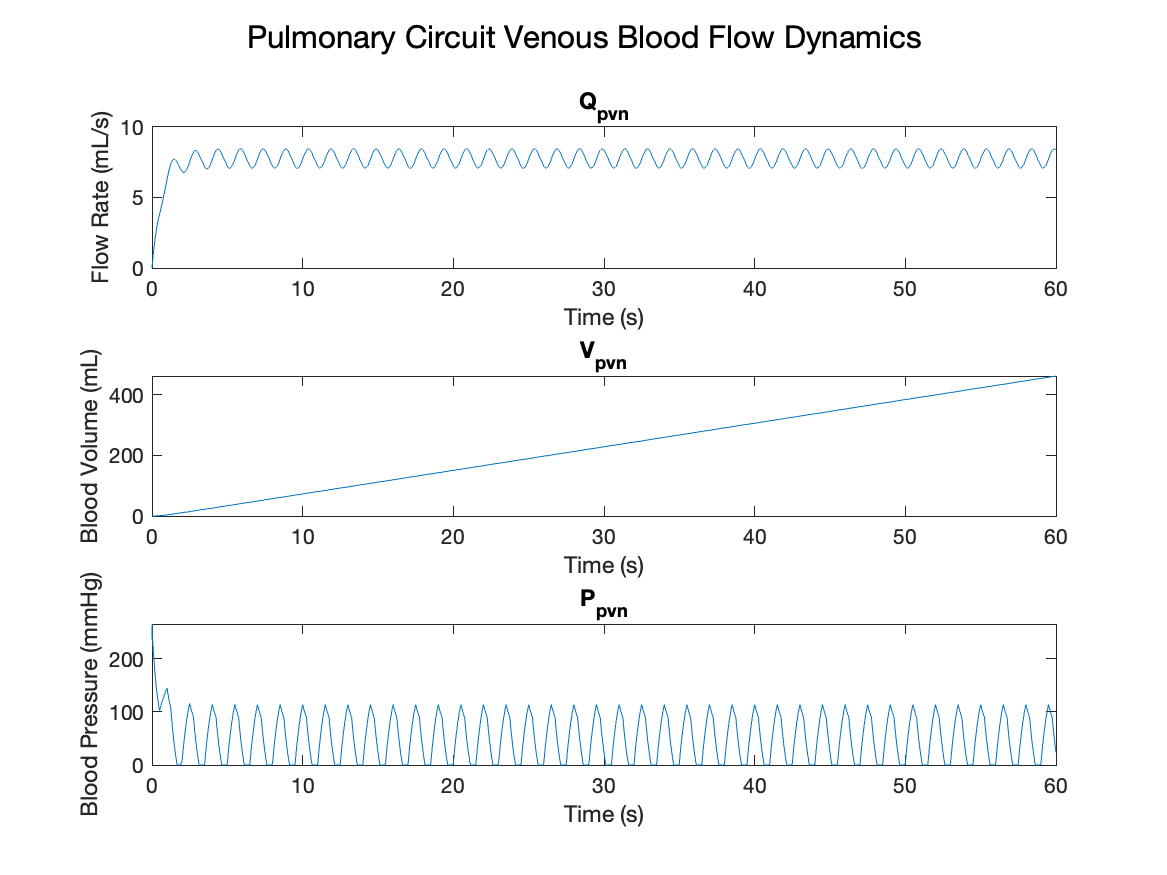 Pulmonary Circuit Venous Blood Flow Dynamics
Qpvn
Flow Rate (mL/s)
10
5
0
0 10 20 30 40 50 60
Time (s)
Vpvn
Blood Volume (mL)
400
200
0
0 10 20 30 40 50 60
Time (s)
Ppvn
Blood Pressure (mmHg)
200
100
0
0 10 20 30 40 50 60
Time (s)